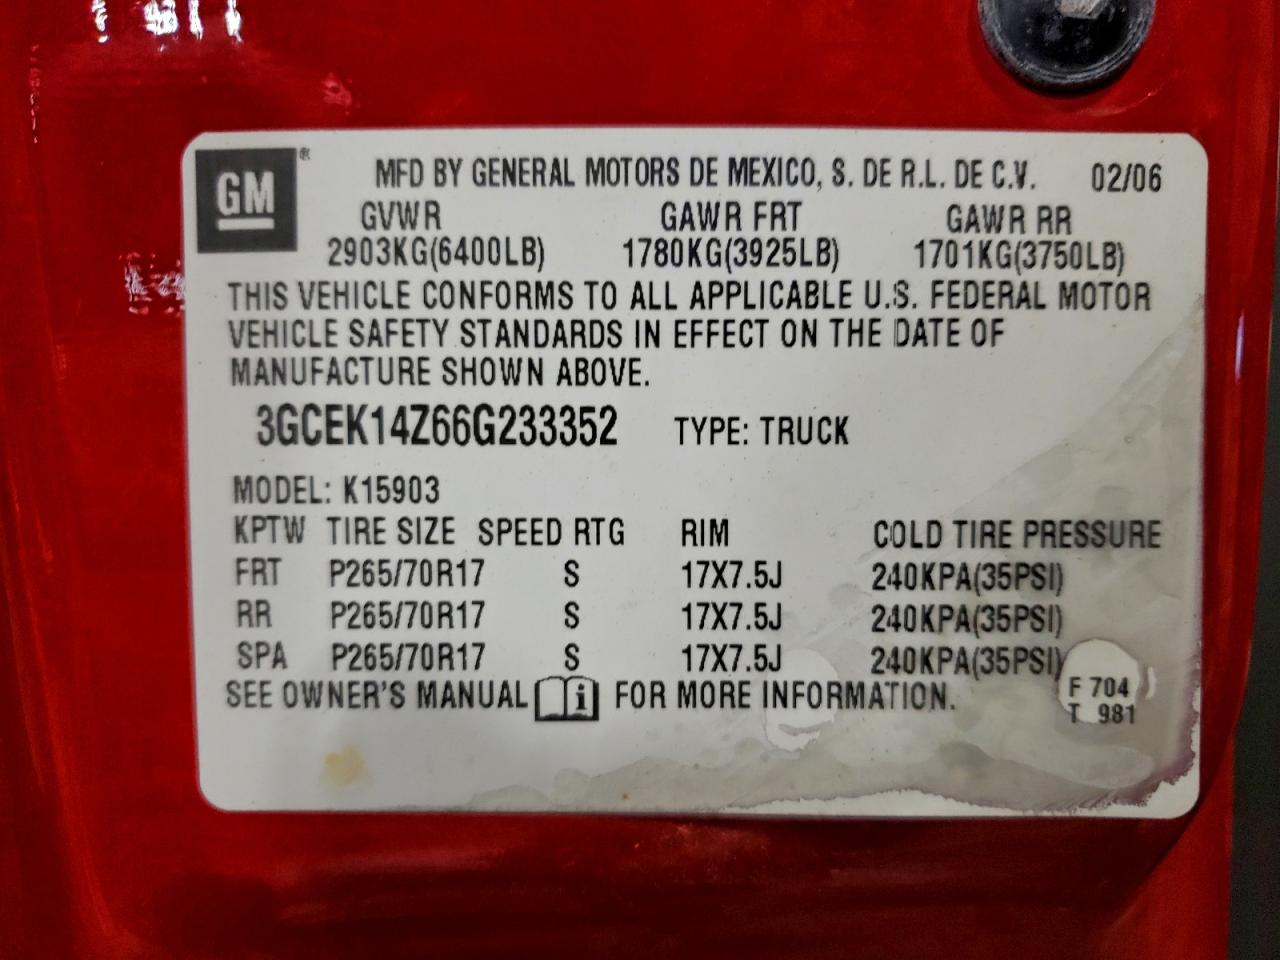 GM® MFD BY GENERAL MOTORS DE MEXICO, S. DE R.L. DE C.V. 02/06
GVWR GAWR FRT GAWR RR
2903KG(6400LB) 1780KG(3925LB) 1701KG(3750LB)
THIS VEHICLE CONFORMS TO ALL APPLICABLE U.S. FEDERAL MOTOR
VEHICLE SAFETY STANDARDS IN EFFECT ON THE DATE OF
MANUFACTURE SHOWN ABOVE.
3GCEK14Z66G233352 TYPE: TRUCK
MODEL: K15903
KPTW TIRE SIZE SPEED RTG RIM COLD TIRE PRESSURE
FRT P265/70R17 S 17X7.5J 240KPA(35PSI)
RR P265/70R17 S 17X7.5J 240KPA(35PSI)
SPA P265/70R17 S 17X7.5J 240KPA(35PSI)
SEE OWNER'S MANUAL i FOR MORE INFORMATION.
F 704
T 981